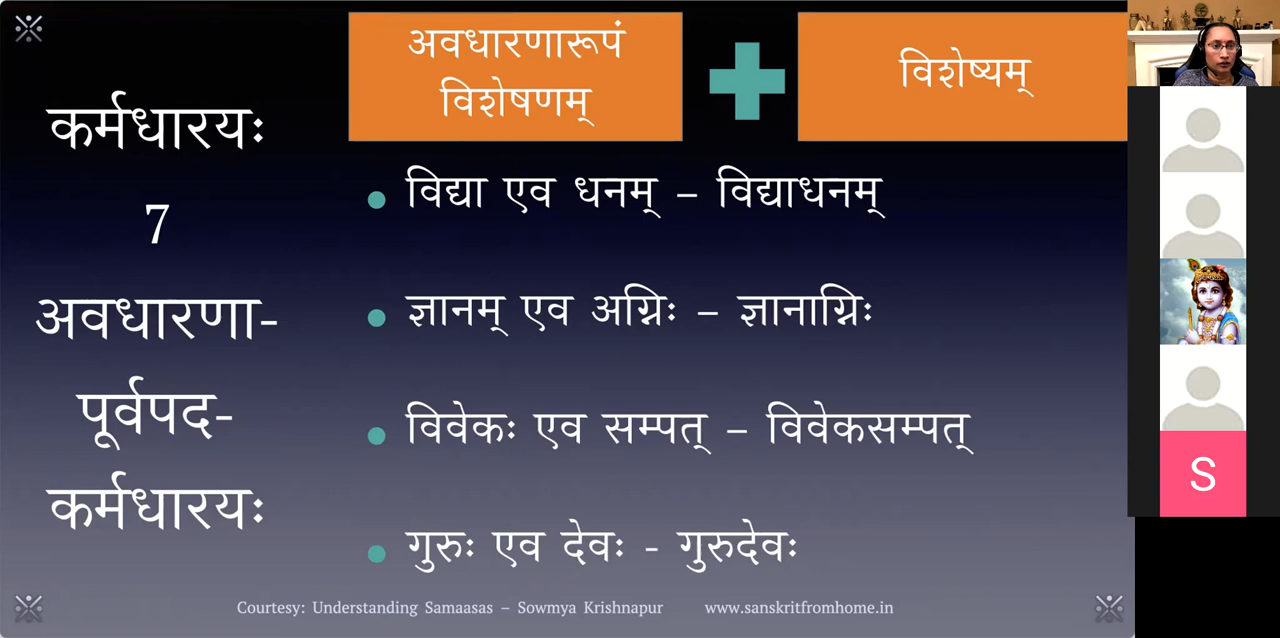 कर्मधारयः
7
अवधारणा-
पूर्वपद-
कर्मधारयः
अवधारणारूपं
विशेषणम्
विशेष्यम्
विद्या एव धनम् – विद्याधनम्
ज्ञानम् एव अग्निः – ज्ञानाग्निः
विवेकः एव सम्पत् – विवेकसम्पत्
गुरुः एव देवः - गुरुदेवः
Courtesy: Understanding Samaasas – Sowmya Krishnapur www.sanskritfromhome.in
S